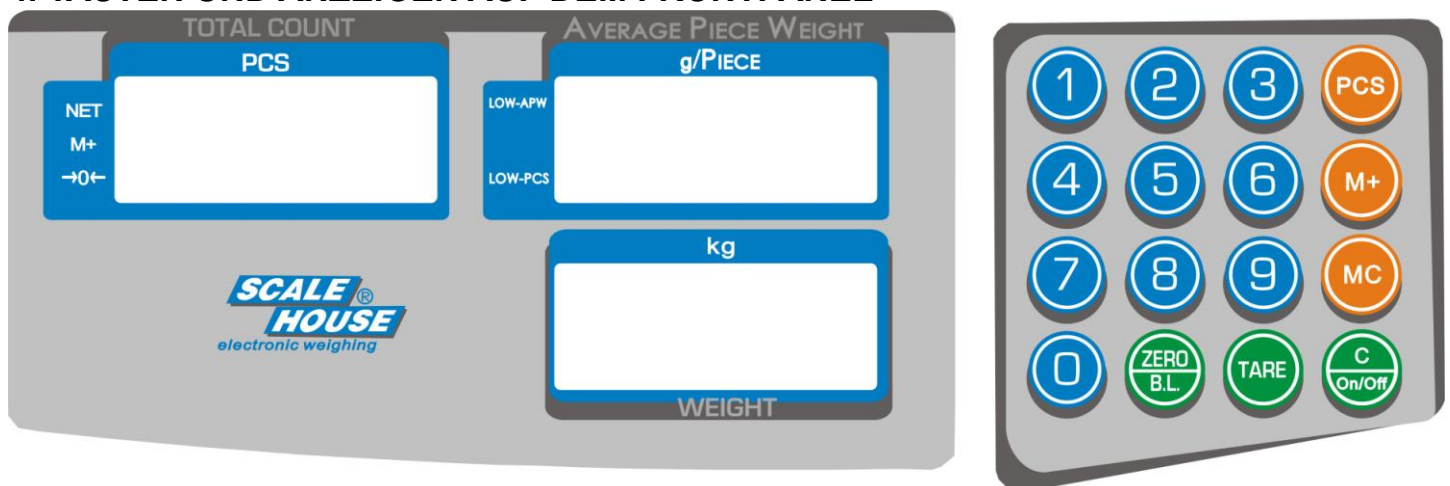 TOTAL COUNT
PCS
NET
M+
→0←
AVERAGE PIECE WEIGHT
g/PIECE
LOW-APW
LOW-PCS
kg
WEIGHT
SCALE ®
HOUSE
electronic weighing
1 2 3 PCS
4 5 6 M+
7 8 9 MC
0 ZERO B.L. TARE C On/Off